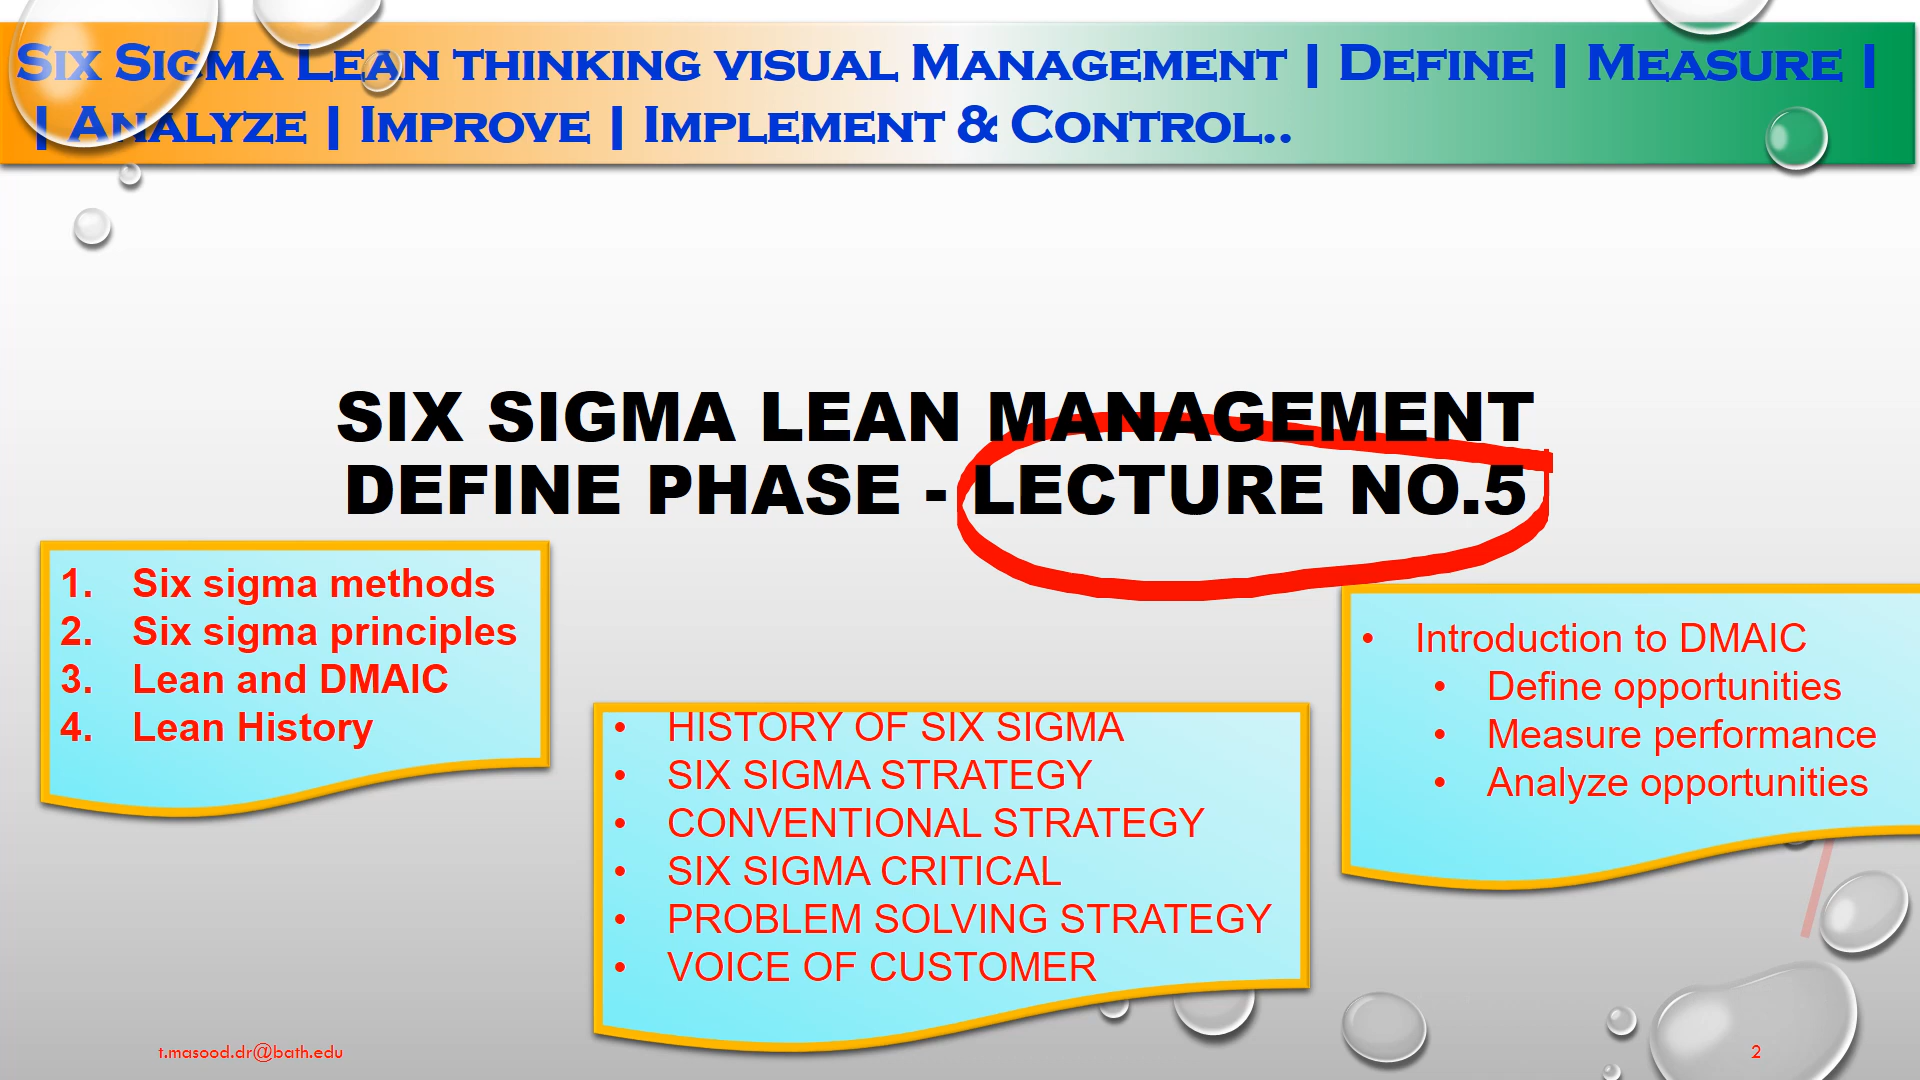 Six Sigma Lean thinking visual Management | Define | Measure |
| Analyze | Improve | Implement & Control..
SIX SIGMA LEAN MANAGEMENT
DEFINE PHASE - LECTURE NO.5
1. Six sigma methods
2. Six sigma principles
3. Lean and DMAIC
4. Lean History
• HISTORY OF SIX SIGMA
• SIX SIGMA STRATEGY
• CONVENTIONAL STRATEGY
• SIX SIGMA CRITICAL
• PROBLEM SOLVING STRATEGY
• VOICE OF CUSTOMER
• Introduction to DMAIC
• Define opportunities
• Measure performance
• Analyze opportunities
t.masood.dr@bath.edu
2